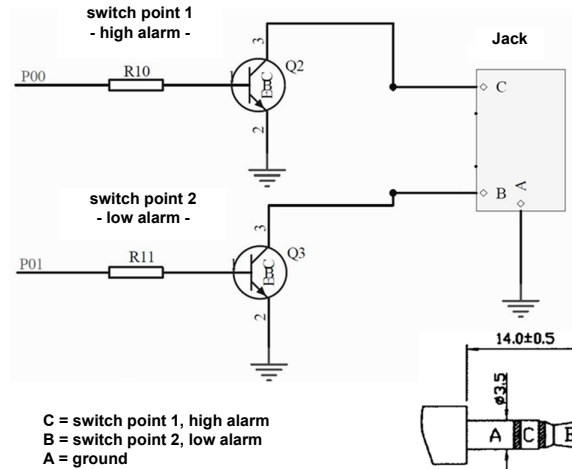 switch point 1
- high alarm -
Jack
3
P00
R10
1
Q2
B C E
C
2
A
switch point 2
- low alarm -
B
3
P01
R11
1
Q3
B C E
2
14.0±0.5
ø3.5
A C B
C = switch point 1, high alarm
B = switch point 2, low alarm
A = ground